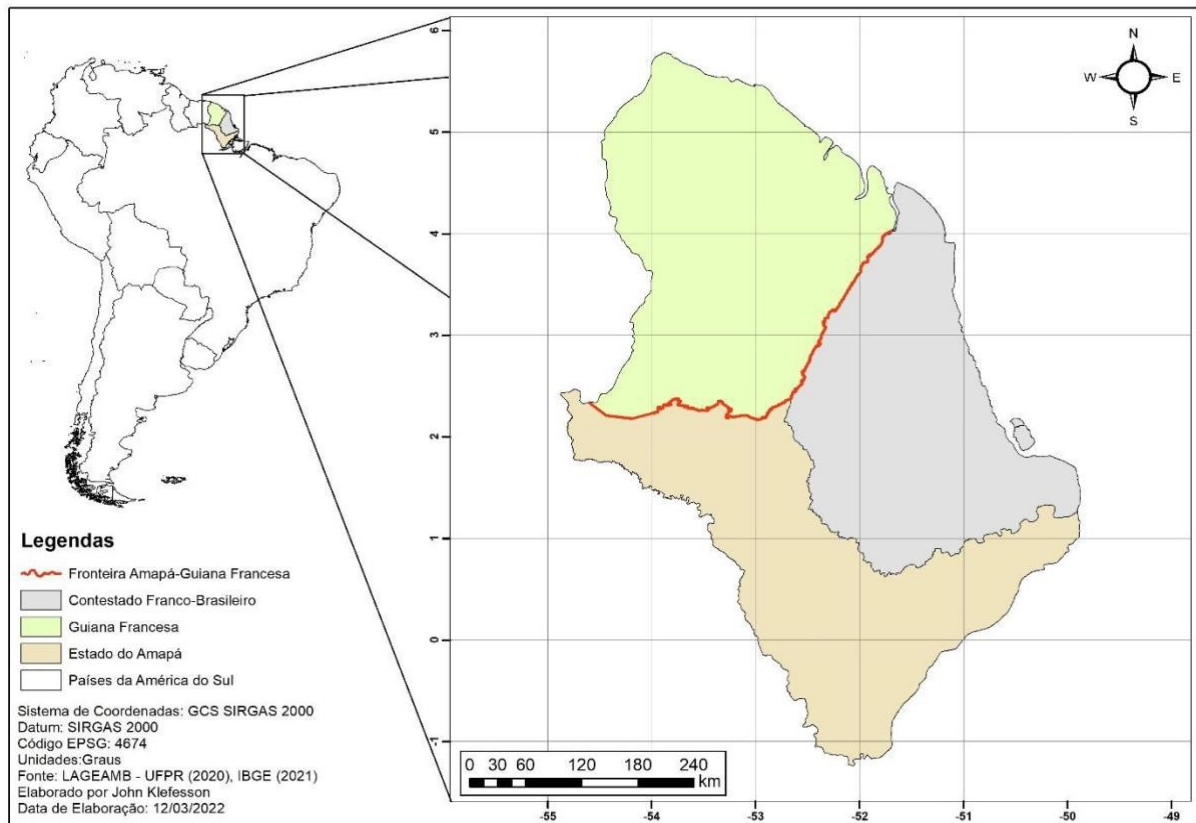 N
W E
S
6
5
4
3
2
1
0
-1
Legendas
Fronteira Amapá-Guiana Francesa
Contestado Franco-Brasileiro
Guiana Francesa
Estado do Amapá
Países da América do Sul
Sistema de Coordenadas: GCS SIRGAS 2000
Datum: SIRGAS 2000
Código EPSG: 4674
Unidades:Graus
Fonte: LAGEAMB - UFPR (2020), IBGE (2021)
Elaborado por John Klefesson
Data de Elaboração: 12/03/2022
0 30 60 120 180 240
km
-55 -54 -53 -52 -51 -50 -49